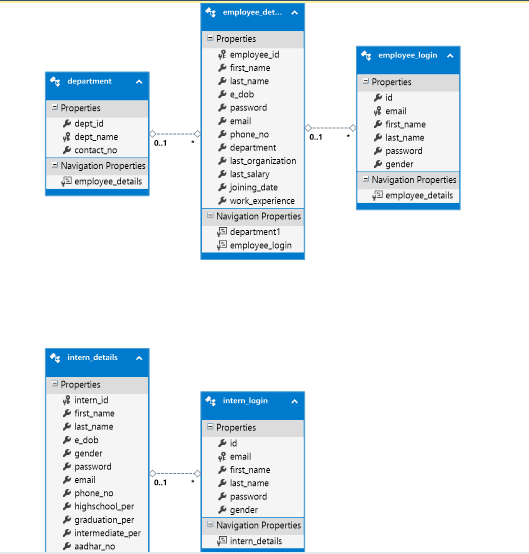 employee_det...
Properties
employee_id
first_name
last_name
e_dob
password
email
phone_no
department
last_organization
last_salary
joining_date
work_experience
Navigation Properties
department1
employee_login
employee_login
Properties
id
email
first_name
last_name
password
gender
Navigation Properties
employee_details
department
Properties
dept_id
dept_name
contact_no
Navigation Properties
employee_details
0..1 *
0..1 *
intern_details
Properties
intern_id
first_name
last_name
e_dob
gender
password
email
phone_no
highschool_per
graduation_per
intermediate_per
aadhar_no
0..1 *
intern_login
Properties
id
email
first_name
last_name
password
gender
Navigation Properties
intern_details